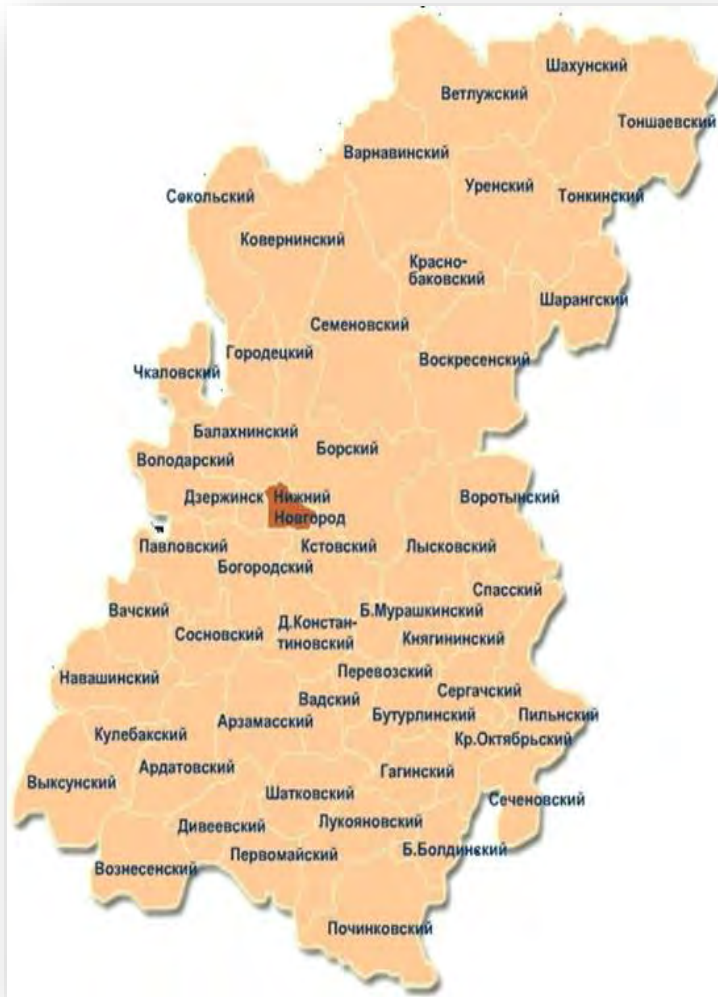 Шахунский
Ветлужский
Тоншаевский
Варнавинский
Уренский
Тонкинский
Сокольский
Ковернинский
Красно-
баковский
Шарангский
Семеновский
Городецкий
Воскресенский
Чкаловский
Балахнинский
Борский
Володарский
Дзержинск
Нижний
Новгород
Воротынский
Павловский
Кстовский
Лысковский
Богородский
Спасский
Вачский
Б.Мурашкинский
Д.Констан-
тиновский
Сосновский
Княгининский
Перевозский
Навашинский
Сергачский
Вадский
Бутурлинский
Пильнский
Арзамасский
Кулебакский
Кр.Октябрьский
Ардатовский
Гагинский
Выксунский
Шатковский
Сеченовский
Лукояновский
Дивеевский
Первомайский
Б.Болдинский
Вознесенский
Починковский